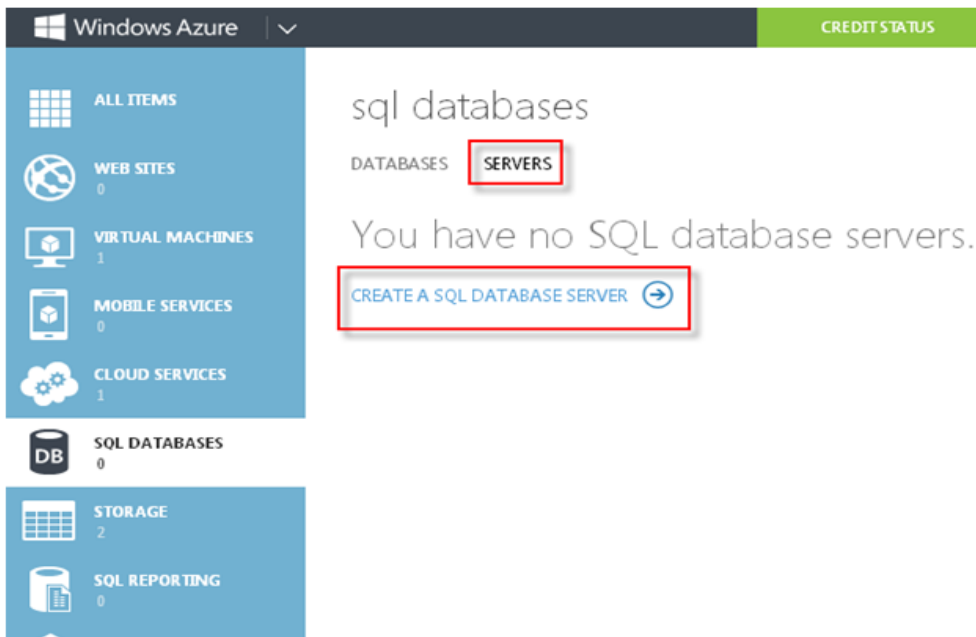 Windows Azure
CREDIT STATUS
ALL ITEMS
WEB SITES
0
VIRTUAL MACHINES
1
MOBILE SERVICES
0
CLOUD SERVICES
1
DB
SQL DATABASES
0
STORAGE
2
SQL REPORTING
0
sql databases
DATABASES SERVERS
You have no SQL database servers.
CREATE A SQL DATABASE SERVER